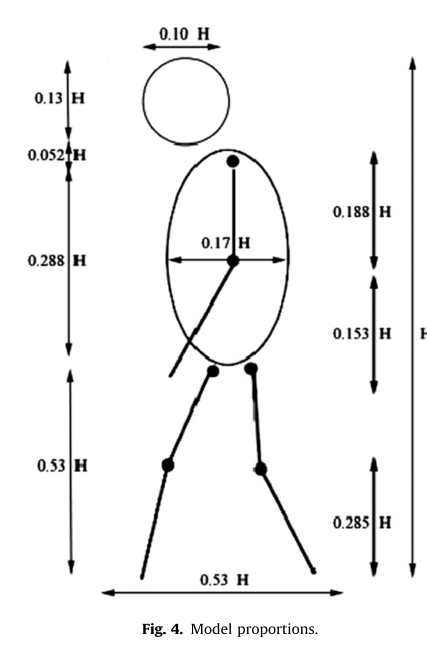 0.10 H
0.13 H
0.052 H
0.188 H
0.17 H
0.288 H
0.153 H
H
0.53 H
0.285 H
0.53 H
Fig. 4. Model proportions.